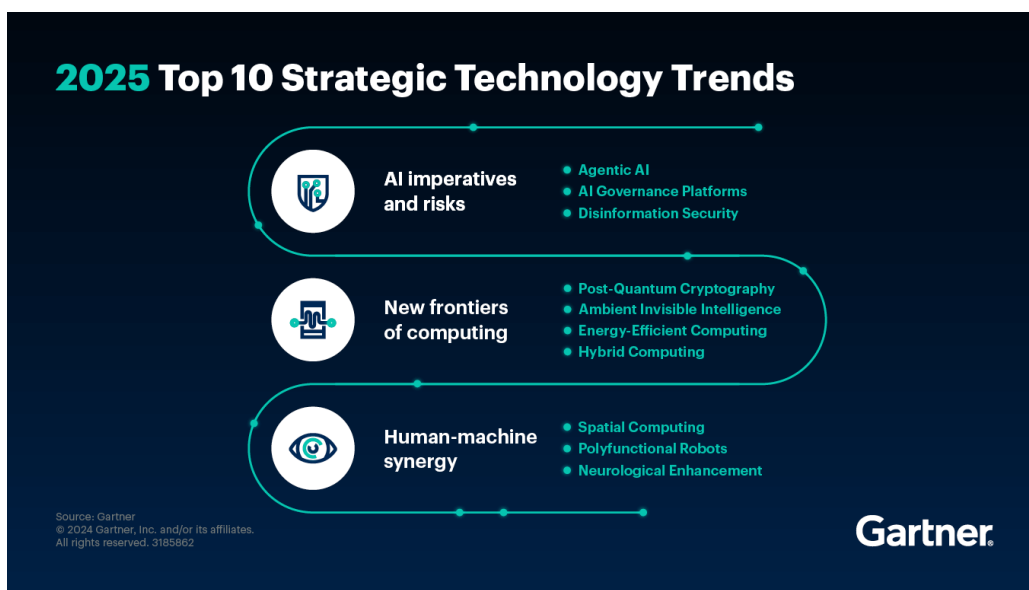 2025 Top 10 Strategic Technology Trends
AI imperatives
and risks
Agentic AI
AI Governance Platforms
Disinformation Security
New frontiers
of computing
Post-Quantum Cryptography
Ambient Invisible Intelligence
Energy-Efficient Computing
Hybrid Computing
Human-machine
synergy
Spatial Computing
Polyfunctional Robots
Neurological Enhancement
Source: Gartner
© 2024 Gartner, Inc. and/or its affiliates.
All rights reserved. 3185862
Gartner®